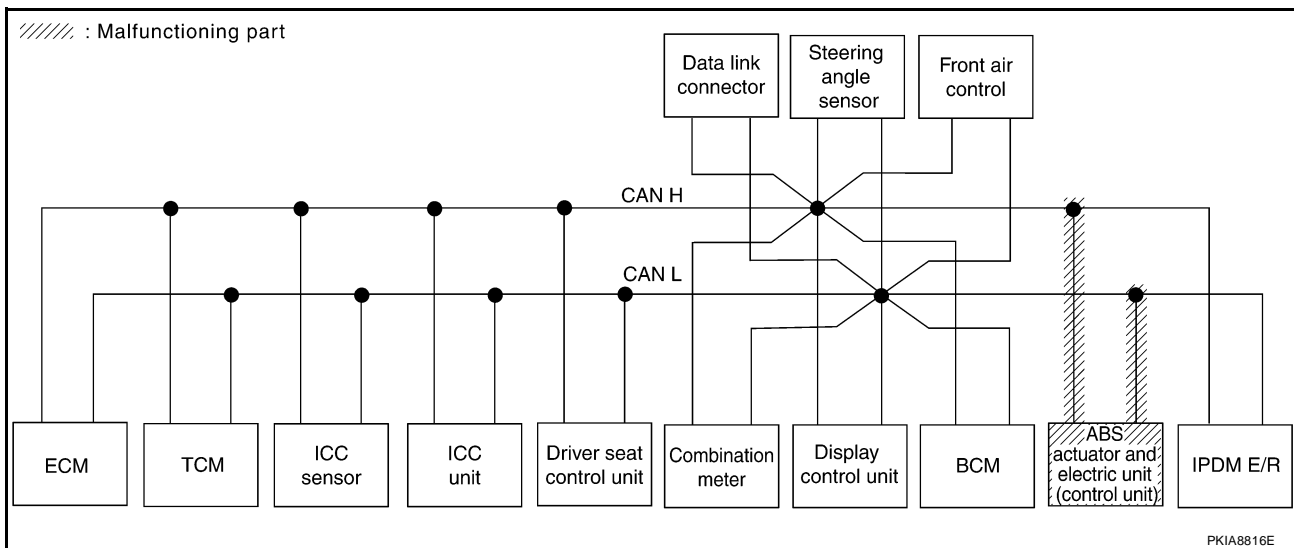 : Malfunctioning part
Data link
connector
Steering
angle
sensor
Front air
control
CAN H
CAN L
ECM
TCM
ICC
sensor
ICC
unit
Driver seat
control unit
Combination
meter
Display
control unit
BCM
ABS
actuator and
electric unit
(control unit)
IPDM E/R
PKIA8816E